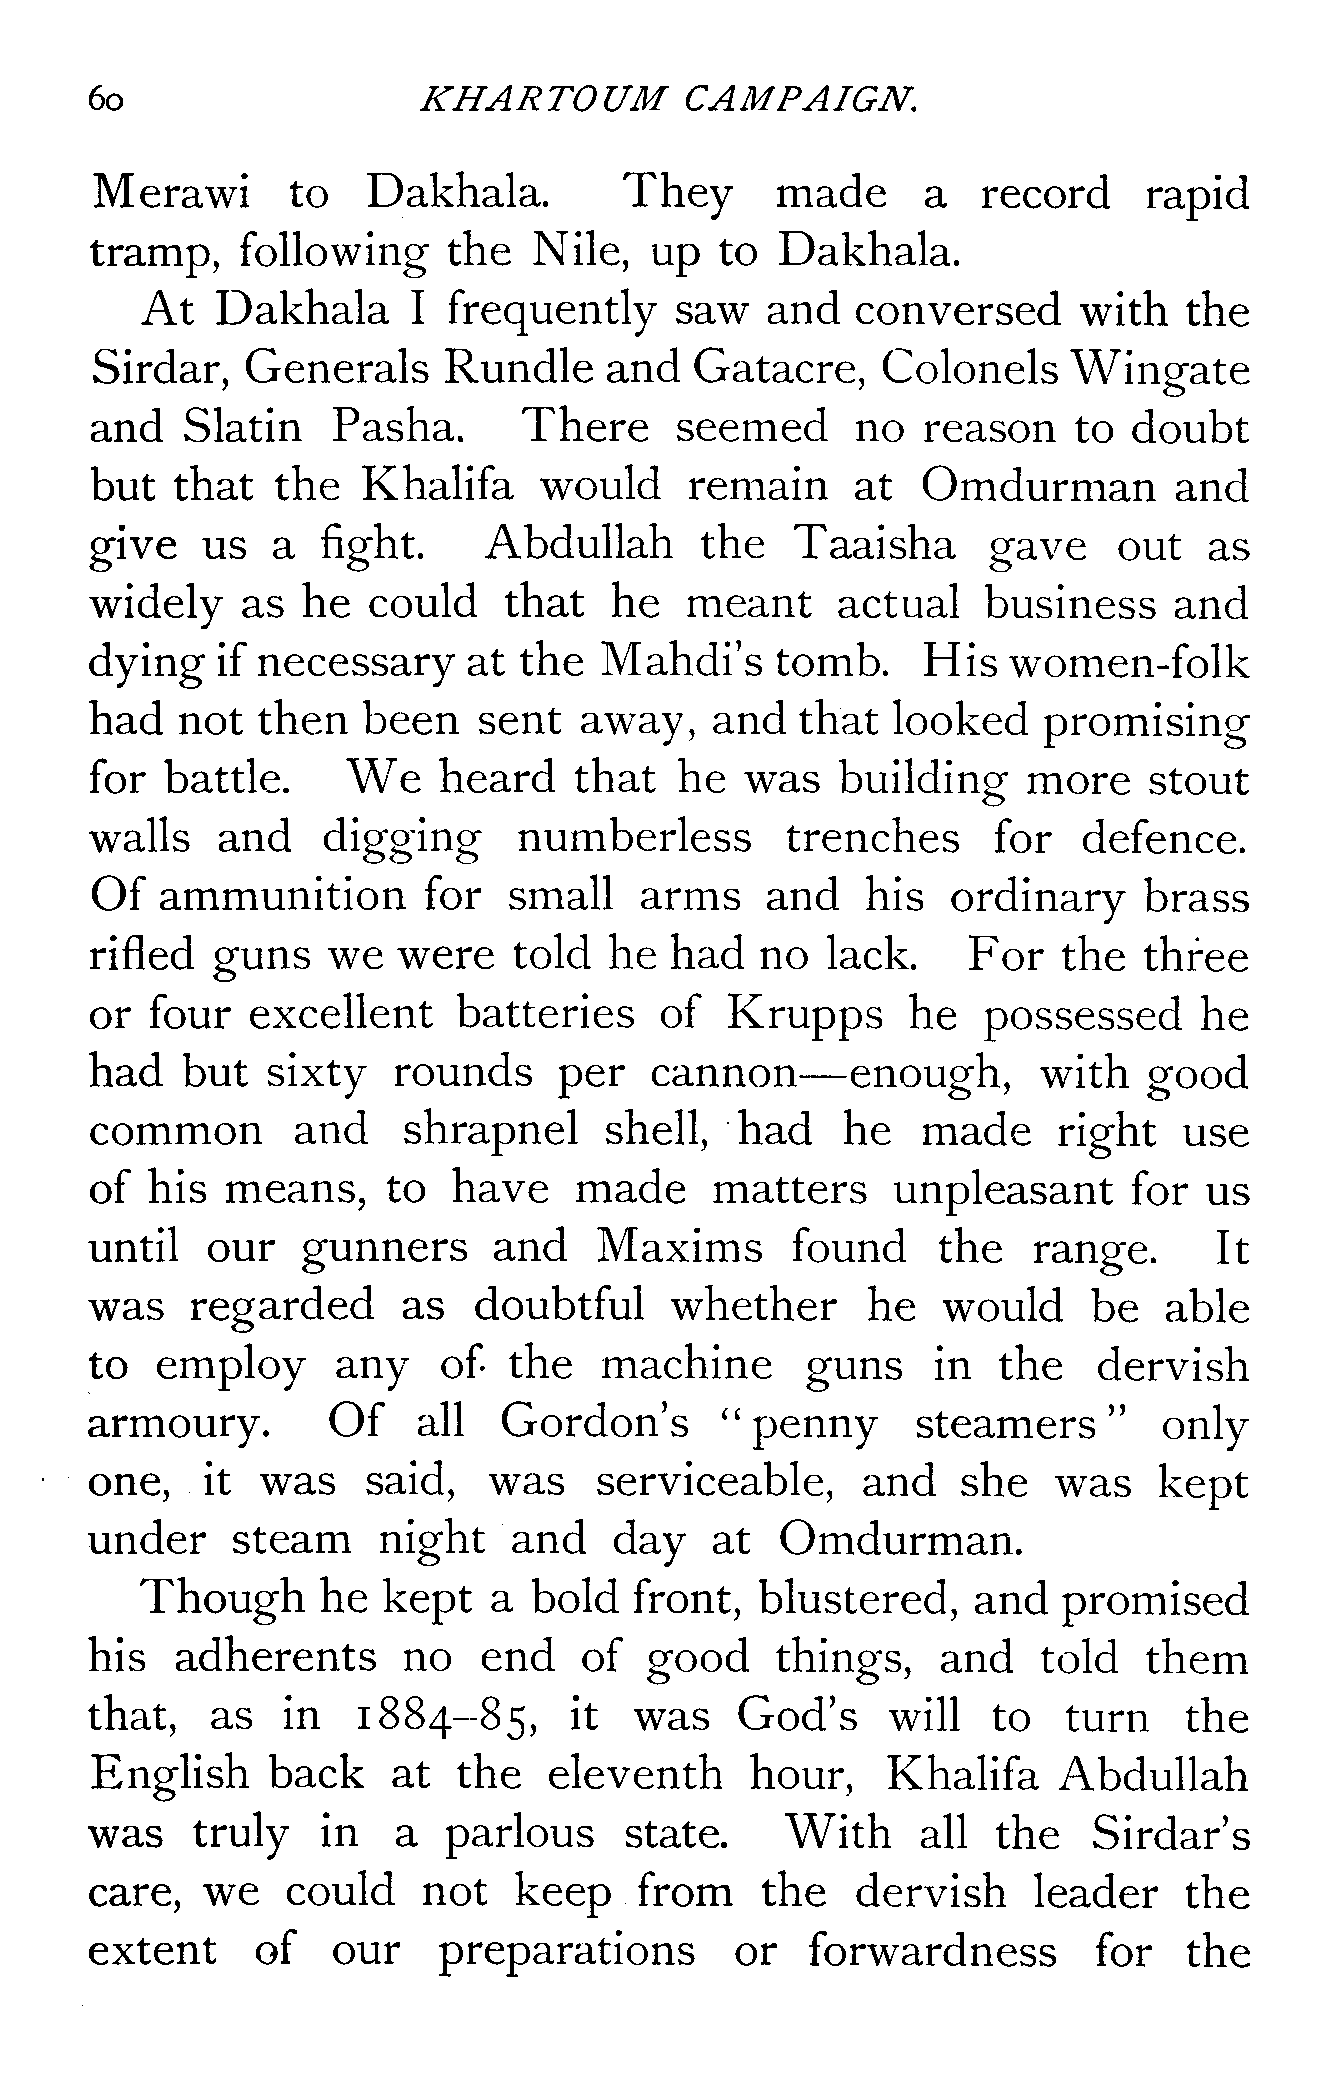 60 KHARTOUM CAMPAIGN.
Merawi to Dakhala. They made a record rapid
tramp, following the Nile, up to Dakhala.
At Dakhala I frequently saw and conversed with the
Sirdar, Generals Rundle and Gatacre, Colonels Wingate
and Slatin Pasha. There seemed no reason to doubt
but that the Khalifa would remain at Omdurman and
give us a fight. Abdullah the Taaisha gave out as
widely as he could that he meant actual business and
dying if necessary at the Mahdi's tomb. His women-folk
had not then been sent away, and that looked promising
for battle. We heard that he was building more stout
walls and digging numberless trenches for defence.
Of ammunition for small arms and his ordinary brass
rifled guns we were told he had no lack. For the three
or four excellent batteries of Krupps he possessed he
had but sixty rounds per cannon—enough, with good
common and shrapnel shell, had he made right use
of his means, to have made matters unpleasant for us
until our gunners and Maxims found the range. It
was regarded as doubtful whether he would be able
to employ any of the machine guns in the dervish
armoury. Of all Gordon's "penny steamers" only
one, it was said, was serviceable, and she was kept
under steam night and day at Omdurman.
Though he kept a bold front, blustered, and promised
his adherents no end of good things, and told them
that, as in 1884–85, it was God's will to turn the
English back at the eleventh hour, Khalifa Abdullah
was truly in a parlous state. With all the Sirdar's
care, we could not keep from the dervish leader the
extent of our preparations or forwardness for the